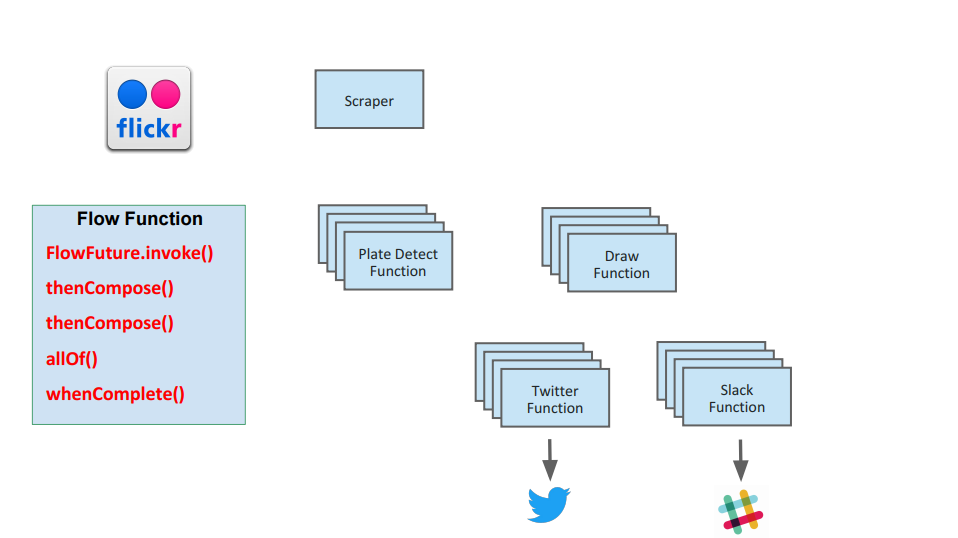 flickr
Scraper
Flow Function
FlowFuture.invoke()
thenCompose()
thenCompose()
allOf()
whenComplete()
Plate Detect
Function
Draw
Function
Twitter
Function
Slack
Function